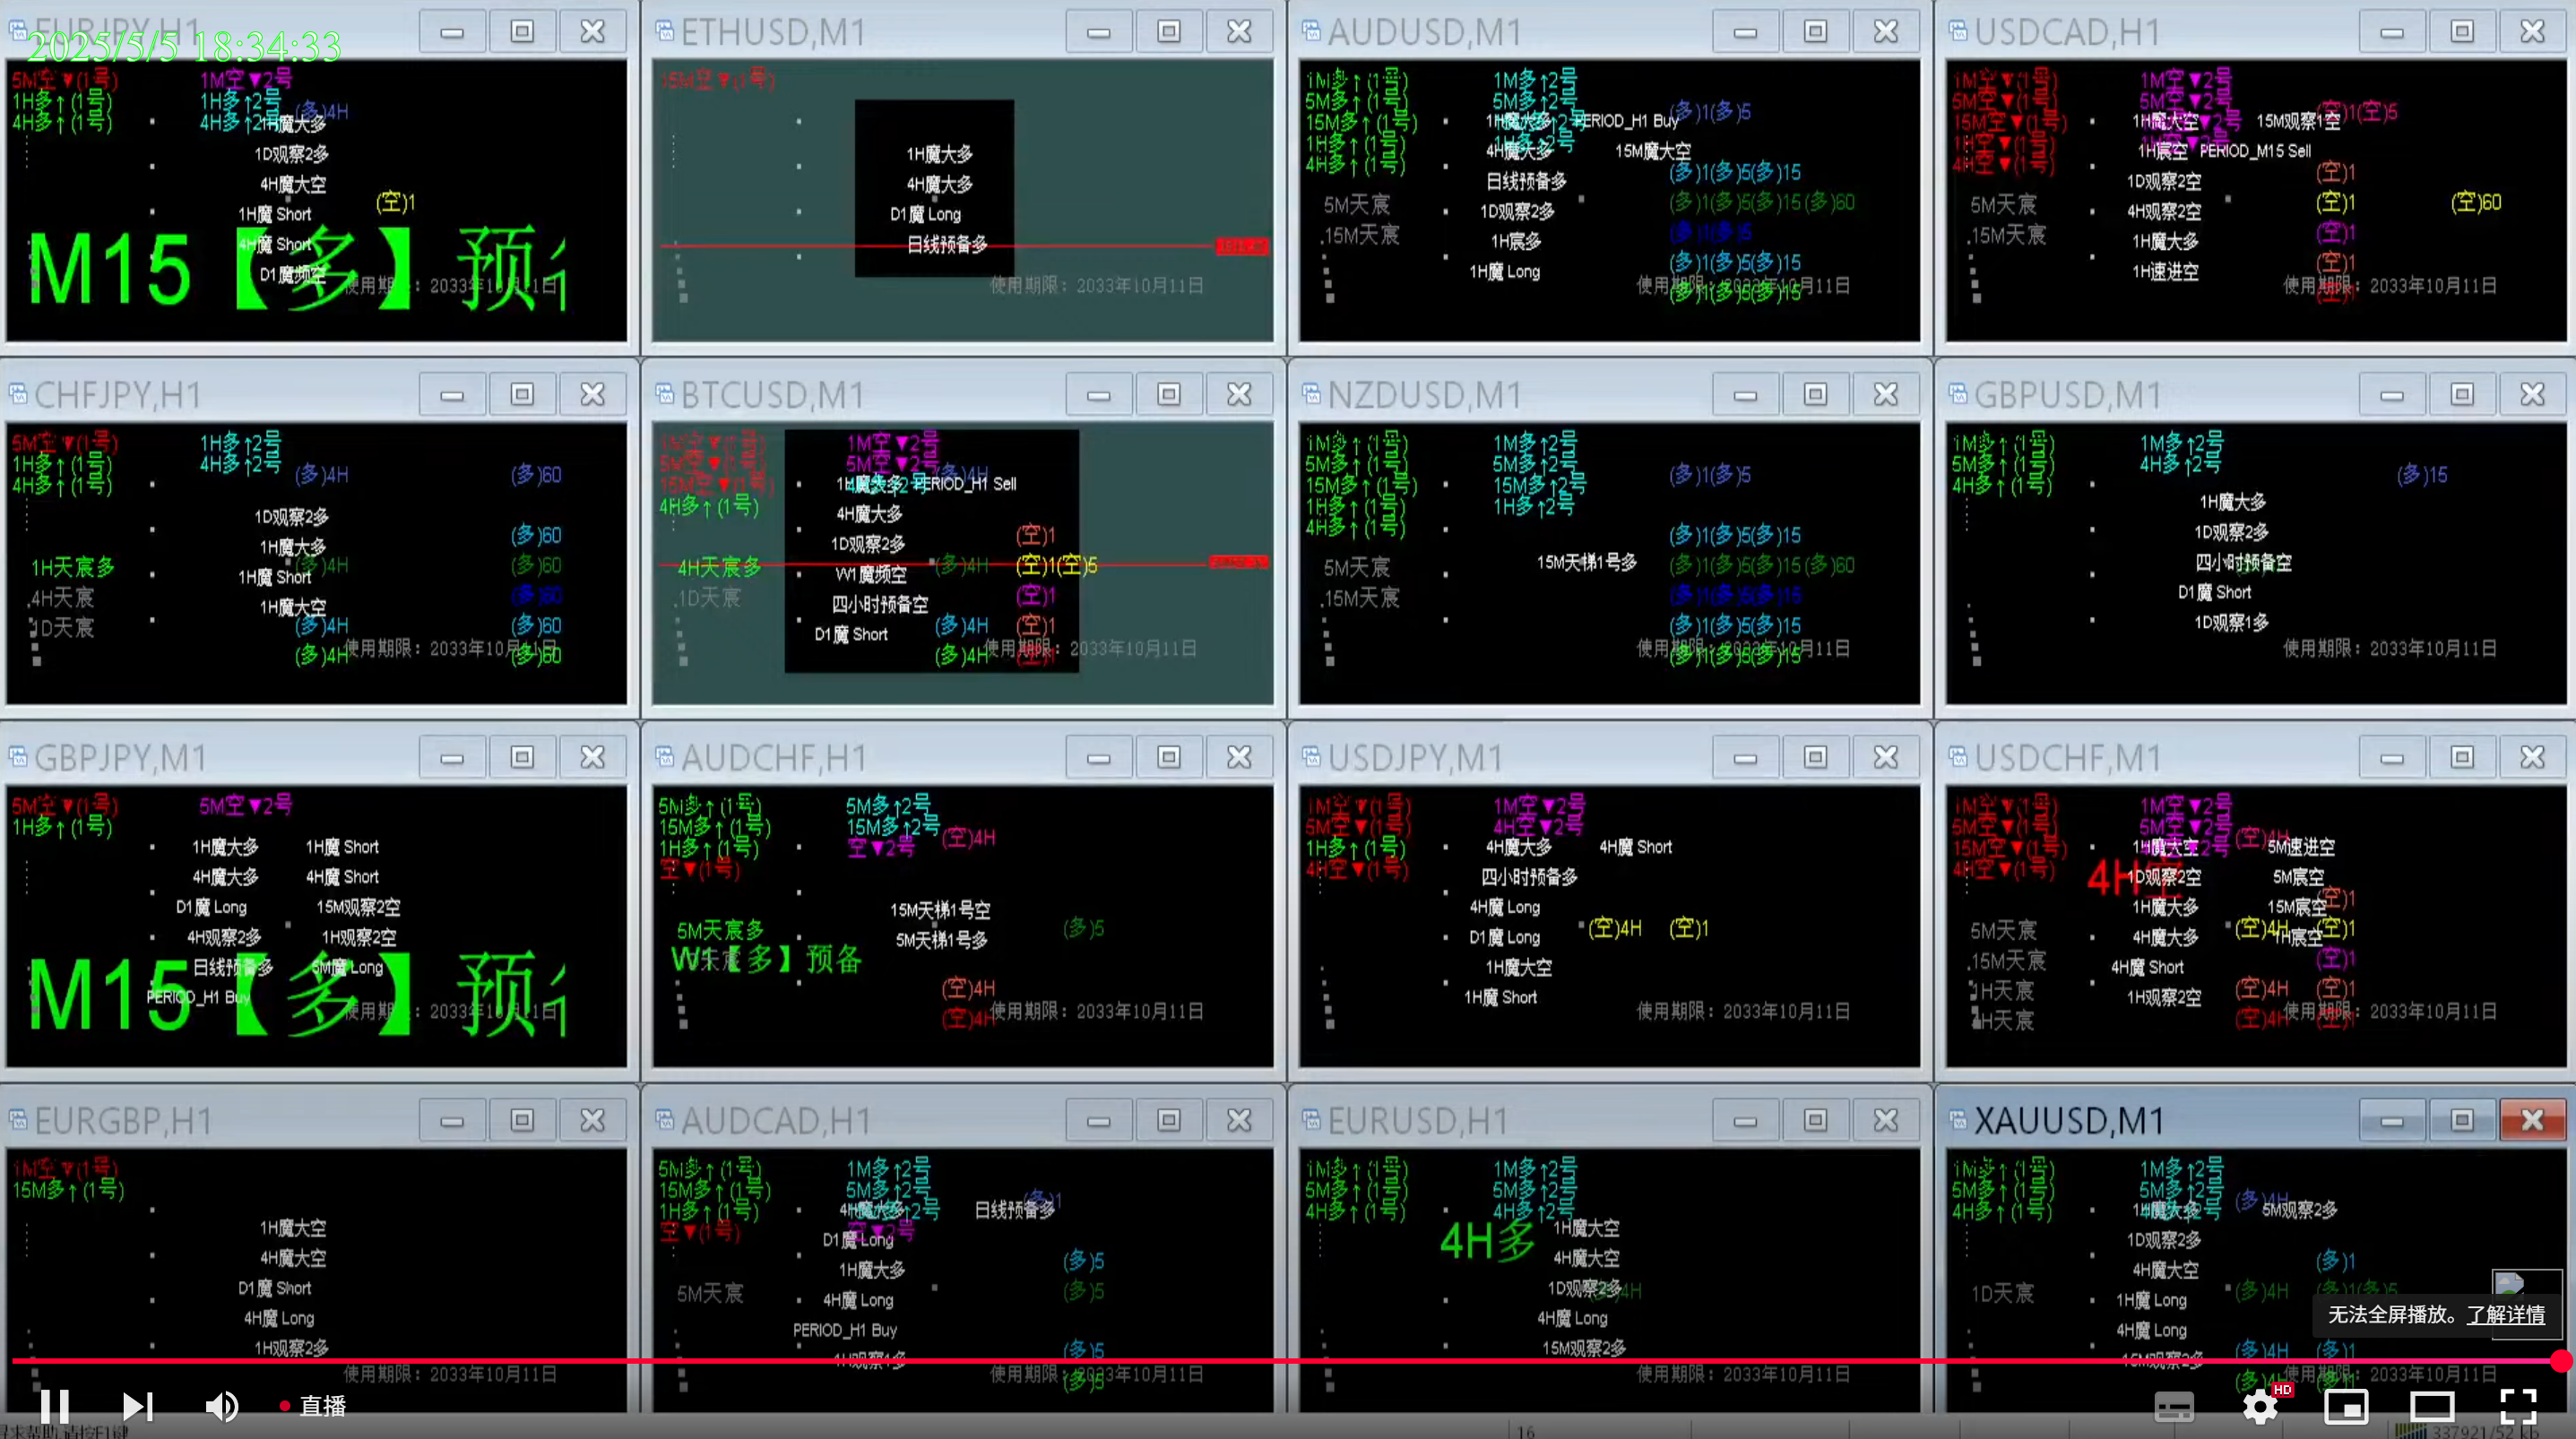 EURJPY,H1
2025/5/5 18:34:33
5M空▼(1号) 1M空▼2号
1H多↑(1号) 1H多↑2号
4H多↑(1号) 4H多↑2号 (多)4H
1H魔大多
1D观察2多
4H魔大空
(空)1
1H魔 Short
4H魔 Short
D1魔频空
M15【多】预
使用期限：2033年10月11日
ETHUSD,M1
15M空▼(1号)
1H魔大多
4H魔大多
D1魔 Long
日线预备多
使用期限：2033年10月11日
AUDUSD,M1
1M多↑(1号) 1M多↑2号
5M多↑(1号) 5M多↑2号 (多)1(多)5
15M多↑(1号) 1H魔大多 PERIOD_H1 Buy
1H多↑(1号) 1H多↑2号
4H多↑(1号) 4H魔大多 15M魔大空
日线预备多 (多)1(多)5(多)15
5M天宸 1D观察2多 (多)1(多)5(多)15(多)60
.15M天宸 1H宸多 (多)1(多)5
1H魔 Long (多)1(多)5(多)15
使用期限：2033年10月11日
(多)1(多)5(多)15
USDCAD,H1
1M空▼(1号) 1M空▼2号
5M空▼(1号) 5M空▼2号 (空)1(空)5
15M空▼(1号) 1H魔大空 15M观察1空
1H空▼(1号) 1H宸空 PERIOD_M15 Sell
4H空▼(1号) 1D观察2空 (空)1
5M天宸 4H观察2空 (空)1 (空)60
.15M天宸 1H魔大多 (空)1
1H速进空 (空)1
使用期限：2033年10月11日
CHFJPY,H1
5M空▼(1号) 1H多↑2号
1H多↑(1号) 4H多↑2号
4H多↑(1号) (多)4H (多)60
1D观察2多 (多)60
1H魔大多
1H天宸多 (多)4H (多)60
1H魔 Short
.4H天宸 1H魔大空 (多)60
1D天宸 (多)4H (多)60
使用期限：2033年10月11日
(多)4H (多)60
BTCUSD,M1
1M空▼(1号) 1M空▼2号
5M空▼(1号) 5M空▼2号 (多)4H
15M空▼(1号) 1H魔大多 PERIOD_H1 Sell
4H多↑(1号) 4H魔大多
1D观察2多 (空)1
4H天宸多 W1魔频空 (多)4H (空)1(空)5
.1D天宸 四小时预备空 (空)1
D1魔 Short (多)4H (空)1
使用期限：2033年10月11日
(多)4H (空)1
NZDUSD,M1
1M多↑(1号) 1M多↑2号
5M多↑(1号) 5M多↑2号 (多)1(多)5
15M多↑(1号) 15M多↑2号
1H多↑(1号) 1H多↑2号
4H多↑(1号) (多)1(多)5(多)15
5M天宸 15M天梯1号多 (多)1(多)5(多)15(多)60
.15M天宸 (多)1(多)5(多)15
(多)1(多)5(多)15
使用期限：2033年10月11日
(多)1(多)5(多)15
GBPUSD,M1
1M多↑(1号) 1M多↑2号
5M多↑(1号) 4H多↑2号
4H多↑(1号) (多)15
1H魔大多
1D观察2多
四小时预备空
D1魔 Short
1D观察1多
使用期限：2033年10月11日
GBPJPY,M1
5M空▼(1号) 5M空▼2号
1H多↑(1号)
1H魔大多 1H魔 Short
4H魔大多 4H魔 Short
D1魔 Long 15M观察2空
4H观察2多 1H观察2空
日线预备多 5M魔 Long
PERIOD_H1 Buy
M15【多】预
使用期限：2033年10月11日
AUDCHF,H1
5M多↑(1号) 5M多↑2号
15M多↑(1号) 15M多↑2号
1H多↑(1号) 空▼2号 (空)4H
空▼(1号)
15M天梯1号空
5M天宸多 5M天梯1号多 (多)5
W1【多】预备
(空)4H
(空)4H
使用期限：2033年10月11日
USDJPY,M1
1M空▼(1号) 1M空▼2号
5M空▼(1号) 4H空▼2号
1H多↑(1号) 4H魔大多 4H魔 Short
4H空▼(1号) 四小时预备多
4H魔 Long
D1魔 Long (空)4H (空)1
1H魔大空
1H魔 Short
使用期限：2033年10月11日
USDCHF,M1
1M空▼(1号) 1M空▼2号
5M空▼(1号) 5M空▼2号 (空)4H
15M空▼(1号) 1H魔大空 5M速进空
4H空▼(1号) 4H空 1D观察2空 5M宸空
1H魔大多 15M宸空 (空)1
5M天宸 4H魔大多 (空)4H 1H宸空 (空)1
.15M天宸 4H魔 Short (空)1
1H天宸 1H观察2空 (空)4H (空)1
4H天宸 (空)4H (空)1
使用期限：2033年10月11日
EURGBP,H1
1M空▼(1号)
15M多↑(1号)
1H魔大空
4H魔大空
D1魔 Short
4H魔 Long
1H观察2多
使用期限：2033年10月11日
AUDCAD,H1
5M多↑(1号) 1M多↑2号
15M多↑(1号) 5M多↑2号 (多)1
1H多↑(1号) 4H魔大多 日线预备多
空▼(1号) 空▼2号
D1魔 Long
1H魔大多 (多)5
5M天宸 4H魔 Long (多)5
PERIOD_H1 Buy
1H观察1多 (多)5
使用期限：2033年10月11日
(多)5
EURUSD,H1
1M多↑(1号) 1M多↑2号
5M多↑(1号) 5M多↑2号
4H多↑(1号) 4H多↑2号
4H多 1H魔大空
4H魔大空
1D观察2多
4H魔 Long
15M观察2多
使用期限：2033年10月11日
XAUUSD,M1
1M多↑(1号) 1M多↑2号
5M多↑(1号) 5M多↑2号 (多)4H
4H多↑(1号) 1H魔大多 5M观察2多
1D观察2多
4H魔大空 (多)1
1D天宸 1H魔 Long (多)4H (多)1(多)5
4H魔 Long
15M观察2多 (多)4H (多)1
使用期限：2033年10月11日
无法全屏播放。了解详情
直播
HD
16
337921/52 kb